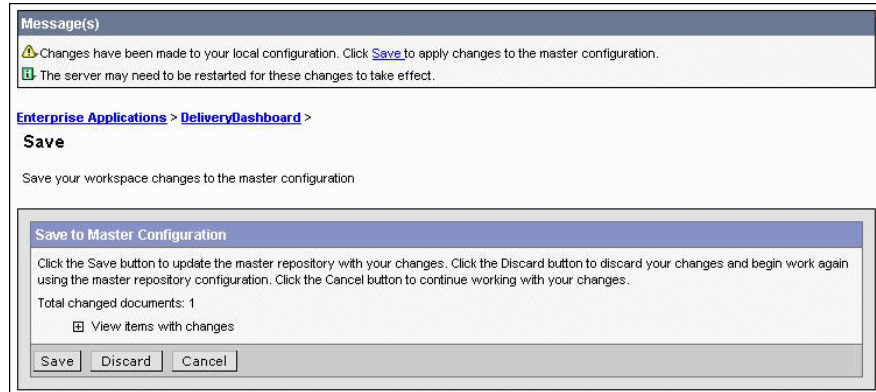 Message(s)
Changes have been made to your local configuration. Click Save to apply changes to the master configuration.
The server may need to be restarted for these changes to take effect.
Enterprise Applications > DeliveryDashboard >
Save
Save your workspace changes to the master configuration
Save to Master Configuration
Click the Save button to update the master repository with your changes. Click the Discard button to discard your changes and begin work again
using the master repository configuration. Click the Cancel button to continue working with your changes.
Total changed documents: 1
View items with changes
Save Discard Cancel